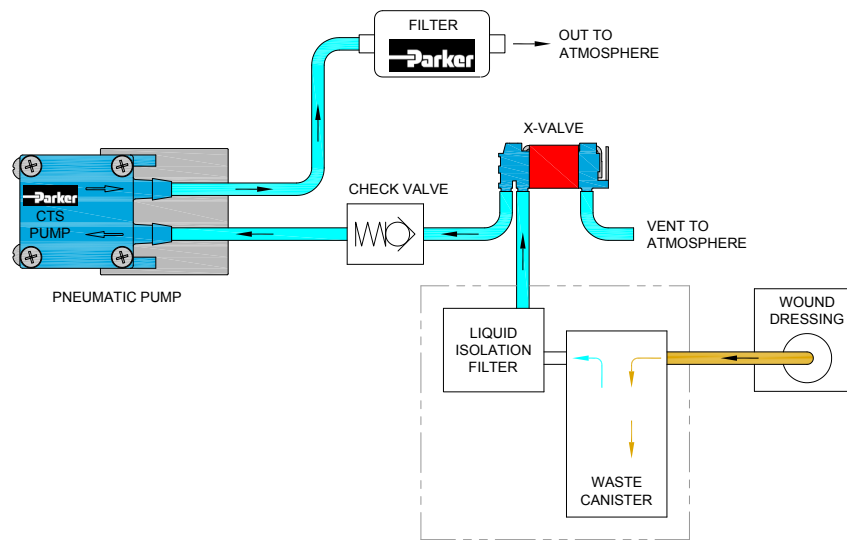 FILTER
Parker
OUT TO
ATMOSPHERE
X-VALVE
Parker
CTS
PUMP
CHECK VALVE
VENT TO
ATMOSPHERE
PNEUMATIC PUMP
LIQUID
ISOLATION
FILTER
WOUND
DRESSING
WASTE
CANISTER